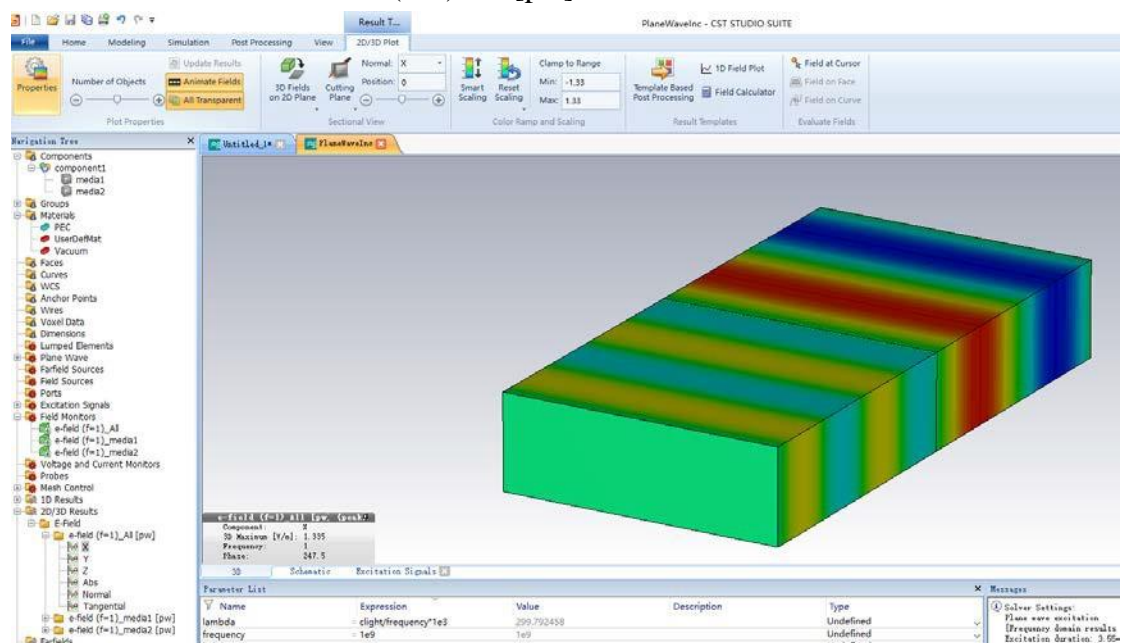 Result T...
PlaneWaveInc - CST STUDIO SUITE
File Home Modeling Simulation Post Processing View 2D/3D Plot
Properties
Number of Objects
Update Results
Animate Fields
All Transparent
Plot Properties
3D Fields on 2D Plane
Cutting Plane
Normal: X
Position: 0
Sectional View
Smart Scaling
Reset Scaling
Clamp to Range
Min: -1.33
Max: 1.33
Color Ramp and Scaling
Template Based Post Processing
1D Field Plot
Field Calculator
Result Templates
Field at Cursor
Field on Face
Field on Curve
Evaluate Fields
Navigation Tree
Untitled_1*
PlaneWaveInc
Components
component1
media1
media2
Groups
Materials
PEC
UserDefMat
Vacuum
Faces
Curves
WCS
Anchor Points
Wires
Voxel Data
Dimensions
Lumped Elements
Plane Wave
Farfield Sources
Field Sources
Ports
Excitation Signals
Field Monitors
e-field (f=1)_All
e-field (f=1)_media1
e-field (f=1)_media2
Voltage and Current Monitors
Probes
Mesh Control
1D Results
2D/3D Results
E-Field
e-field (f=1)_All [pw]
X
Y
Z
Abs
Normal
Tangential
e-field (f=1)_media1 [pw]
e-field (f=1)_media2 [pw]
Farfields
Component: X
3D Maximum [V/m]: 1.335
Frequency: 1
Phase: 247.5
3D Schematic Excitation Signals
Parameter List
Name Expression Value Description Type
lambda = clight/frequency*1e3 299.792458 Undefined
frequency = 1e9 1e9 Undefined
Messages
Solver Settings:
Plane wave excitation
Frequency domain results